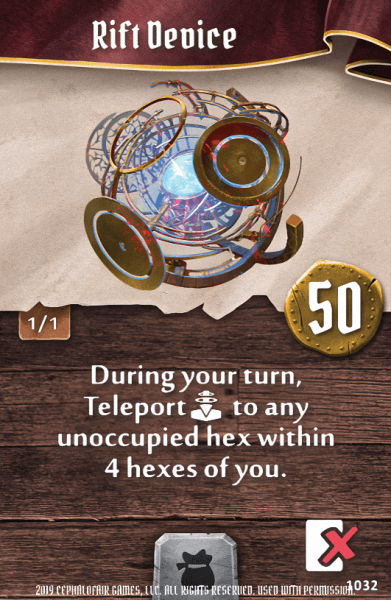 Rift Device
50
1/1
During your turn,
Teleport to any
unoccupied hex within
4 hexes of you.
1032
2019 CEPHALOFAIR GAMES, LLC. ALL RIGHTS RESERVED. USED WITH PERMISSION.